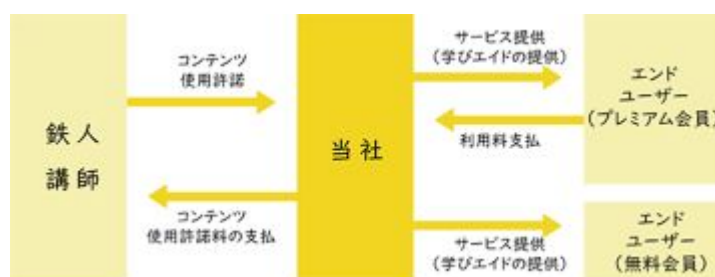 鉄人
講師
コンテンツ
使用許諾
コンテンツ
使用許諾料の支払
当社
サービス提供
(学びエイドの提供)
利用料支払
サービス提供
(学びエイドの提供)
エンド
ユーザー
(プレミアム会員)
エンド
ユーザー
(無料会員)